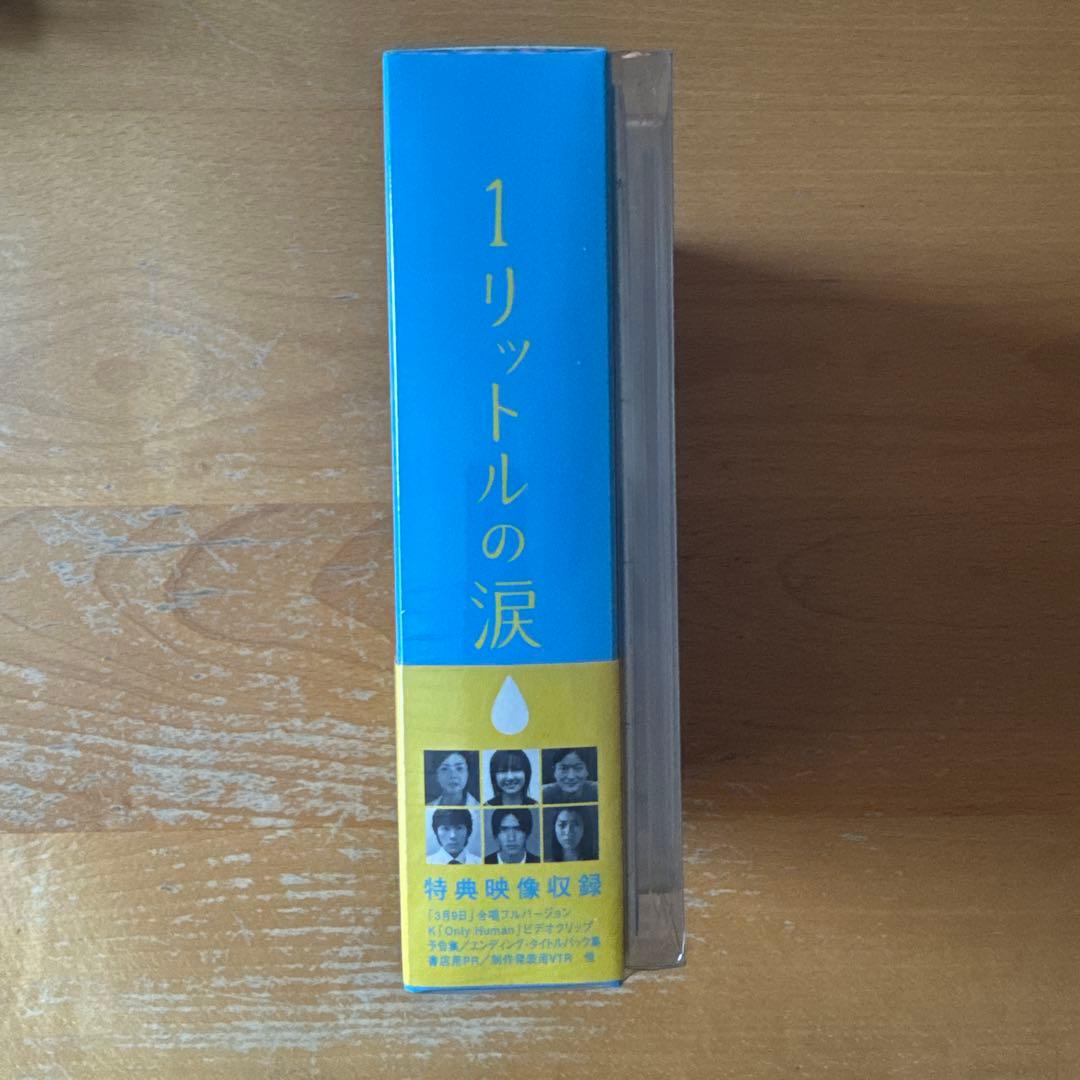 1リットルの涙
特典映像収録
「3月9日」合唱フルバージョン
K「Only Human」ビデオクリップ
予告集／エンディング・タイトルバック集
書店用PR／制作発表用VTR 他